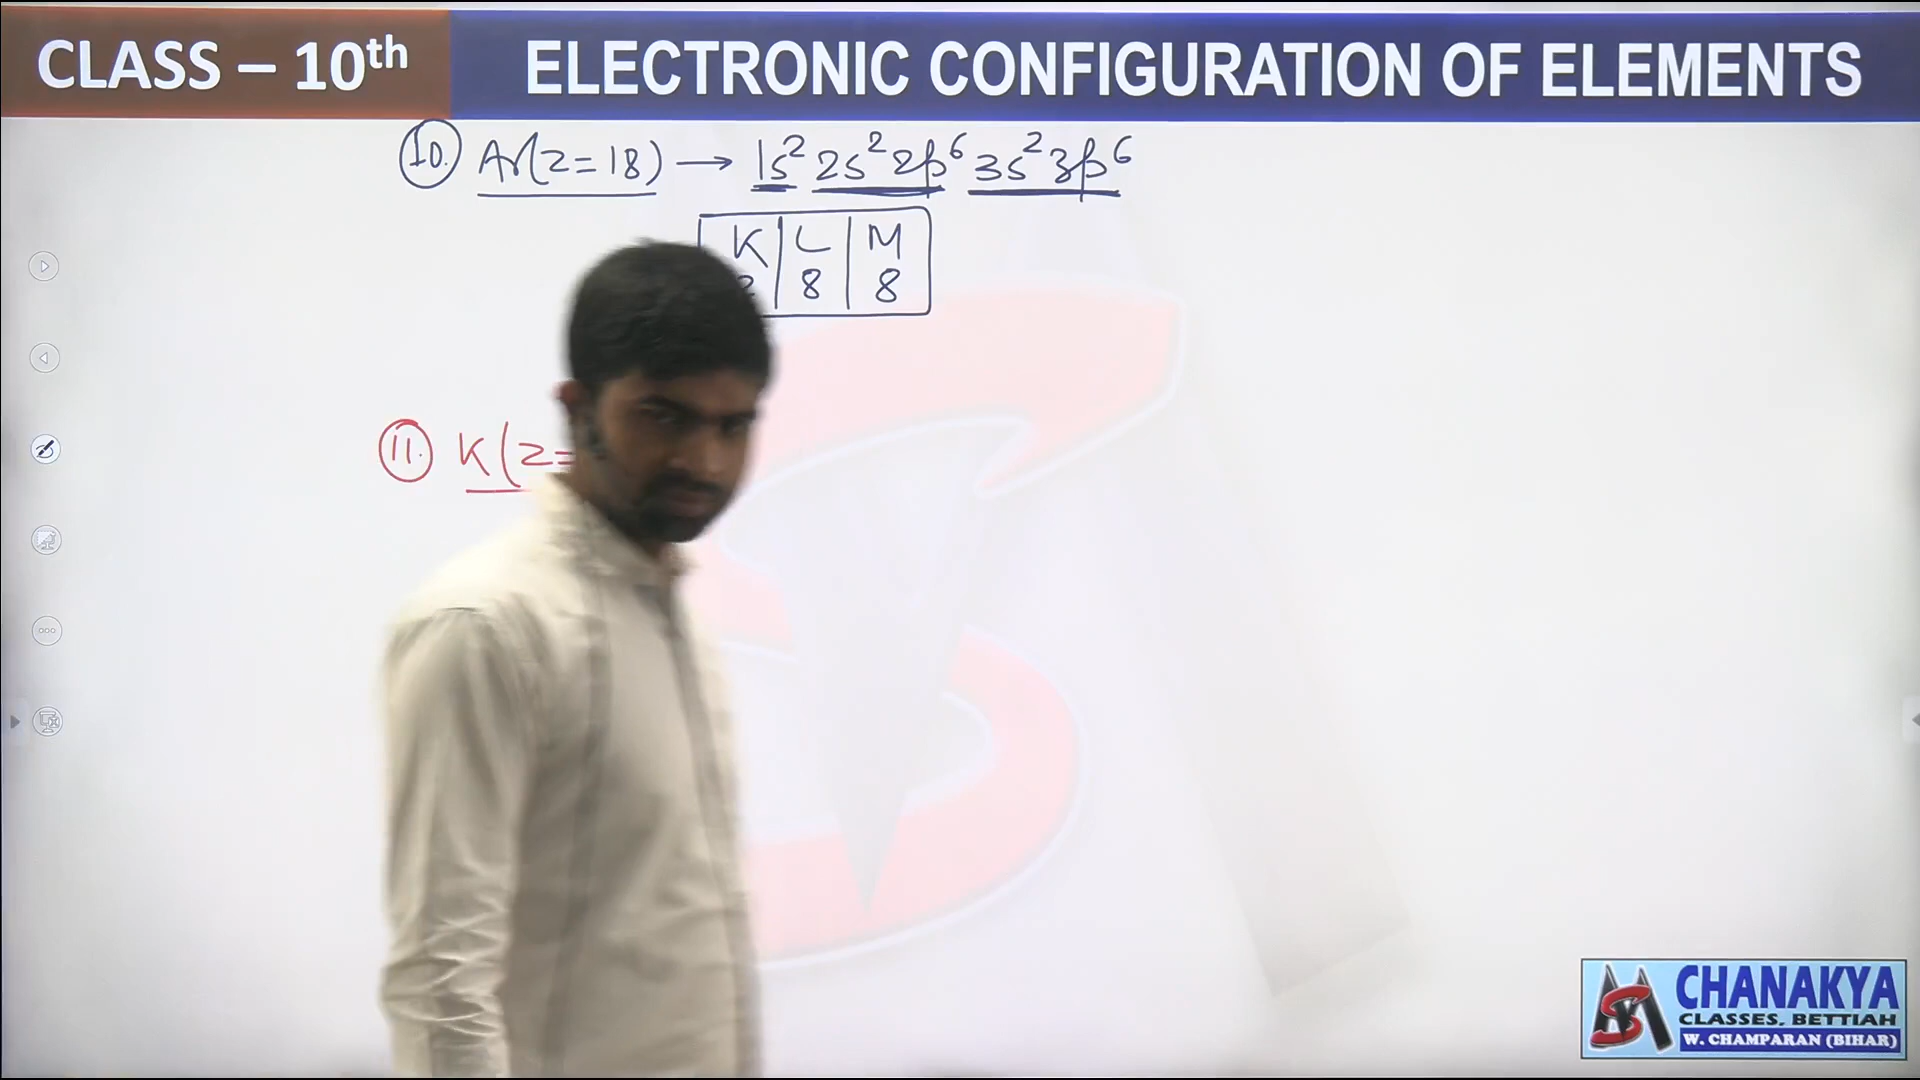 CLASS – 10th ELECTRONIC CONFIGURATION OF ELEMENTS
10. Ar(Z=18) → 1s² 2s² 2p⁶ 3s² 3p⁶
K | L | M
8 | 8
11. K(Z=
CHANAKYA
CLASSES, BETTIAH
W. CHAMPARAN (BIHAR)